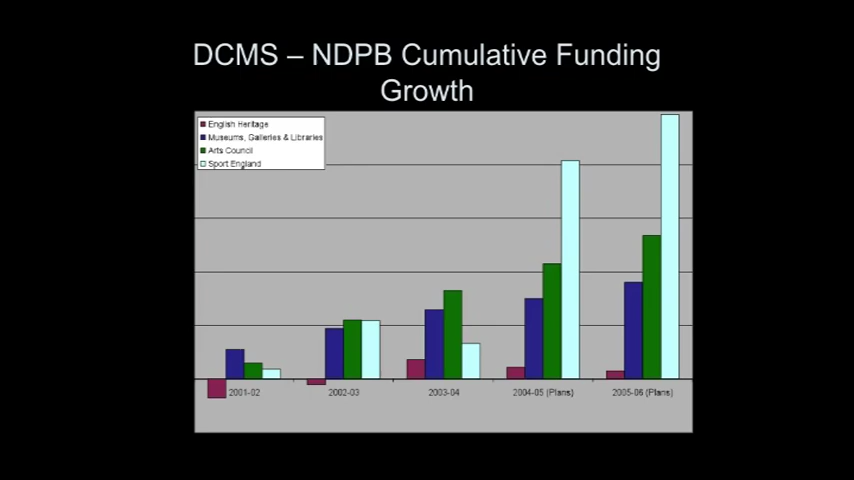 DCMS – NDPB Cumulative Funding
Growth
English Heritage
Museums, Galleries & Libraries
Arts Council
Sport England
2001-02
2002-03
2003-04
2004-05 (Plans)
2005-06 (Plans)